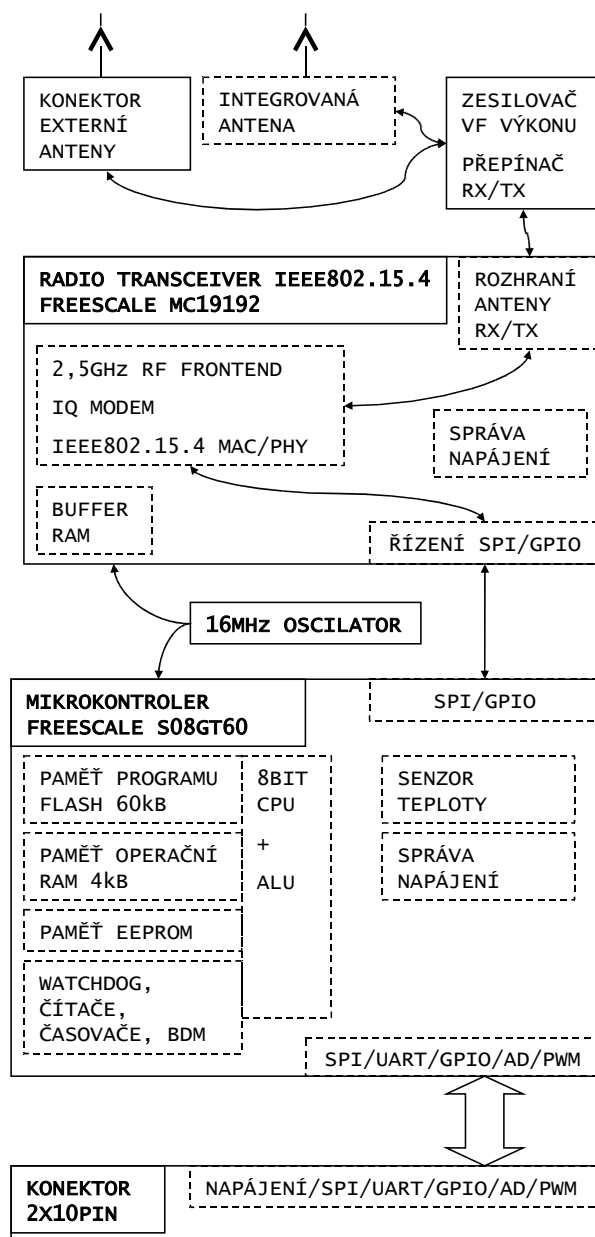 KONEKTOR
EXTERNÍ
ANTENY
INTEGROVANÁ
ANTENA
ZESILOVAČ
VF VÝKONU
PŘEPÍNAČ
RX/TX
RADIO TRANSCEIVER IEEE802.15.4
FREESCALE MC19192
ROZHRANÍ
ANTENY
RX/TX
2,5GHz RF FRONTEND
IQ MODEM
IEEE802.15.4 MAC/PHY
SPRÁVA
NAPÁJENÍ
BUFFER
RAM
ŘÍZENÍ SPI/GPIO
16MHz OSCILATOR
MIKROKONTROLER
FREESCALE S08GT60
SPI/GPIO
PAMĚŤ PROGRAMU
FLASH 60kB
8BIT
CPU
+
ALU
SENZOR
TEPLOTY
PAMĚŤ OPERAČNÍ
RAM 4kB
SPRÁVA
NAPÁJENÍ
PAMĚŤ EEPROM
WATCHDOG,
ČÍTAČE,
ČASOVAČE, BDM
SPI/UART/GPIO/AD/PWM
KONEKTOR
2X10PIN
NAPÁJENÍ/SPI/UART/GPIO/AD/PWM